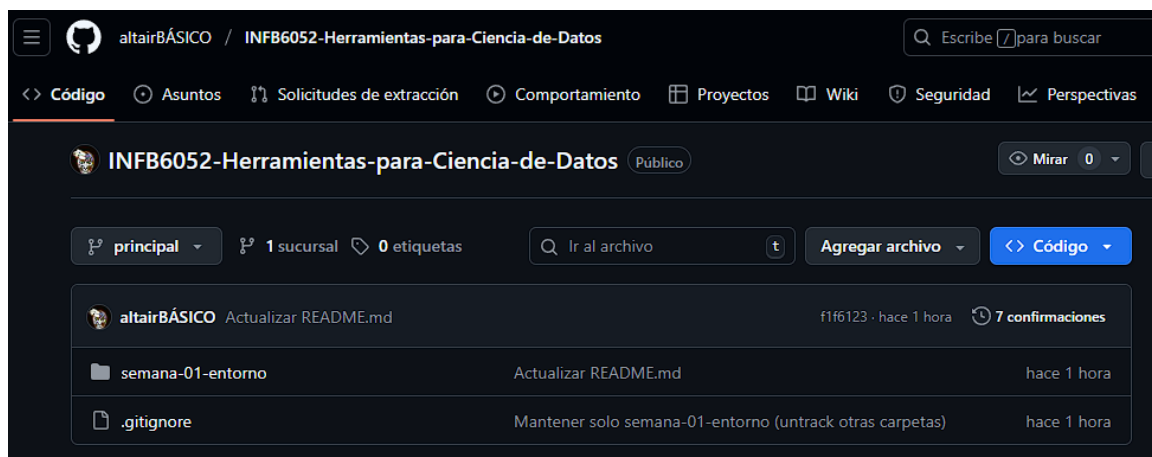 altairBÁSICO / INFB6052-Herramientas-para-Ciencia-de-Datos
Escribe / para buscar
<> Código Asuntos Solicitudes de extracción Comportamiento Proyectos Wiki Seguridad Perspectivas
INFB6052-Herramientas-para-Ciencia-de-Datos Público
Mirar 0
principal 1 sucursal 0 etiquetas Ir al archivo t Agregar archivo <> Código
altairBÁSICO Actualizar README.md f1f6123 · hace 1 hora 7 confirmaciones
semana-01-entorno Actualizar README.md hace 1 hora
.gitignore Mantener solo semana-01-entorno (untrack otras carpetas) hace 1 hora